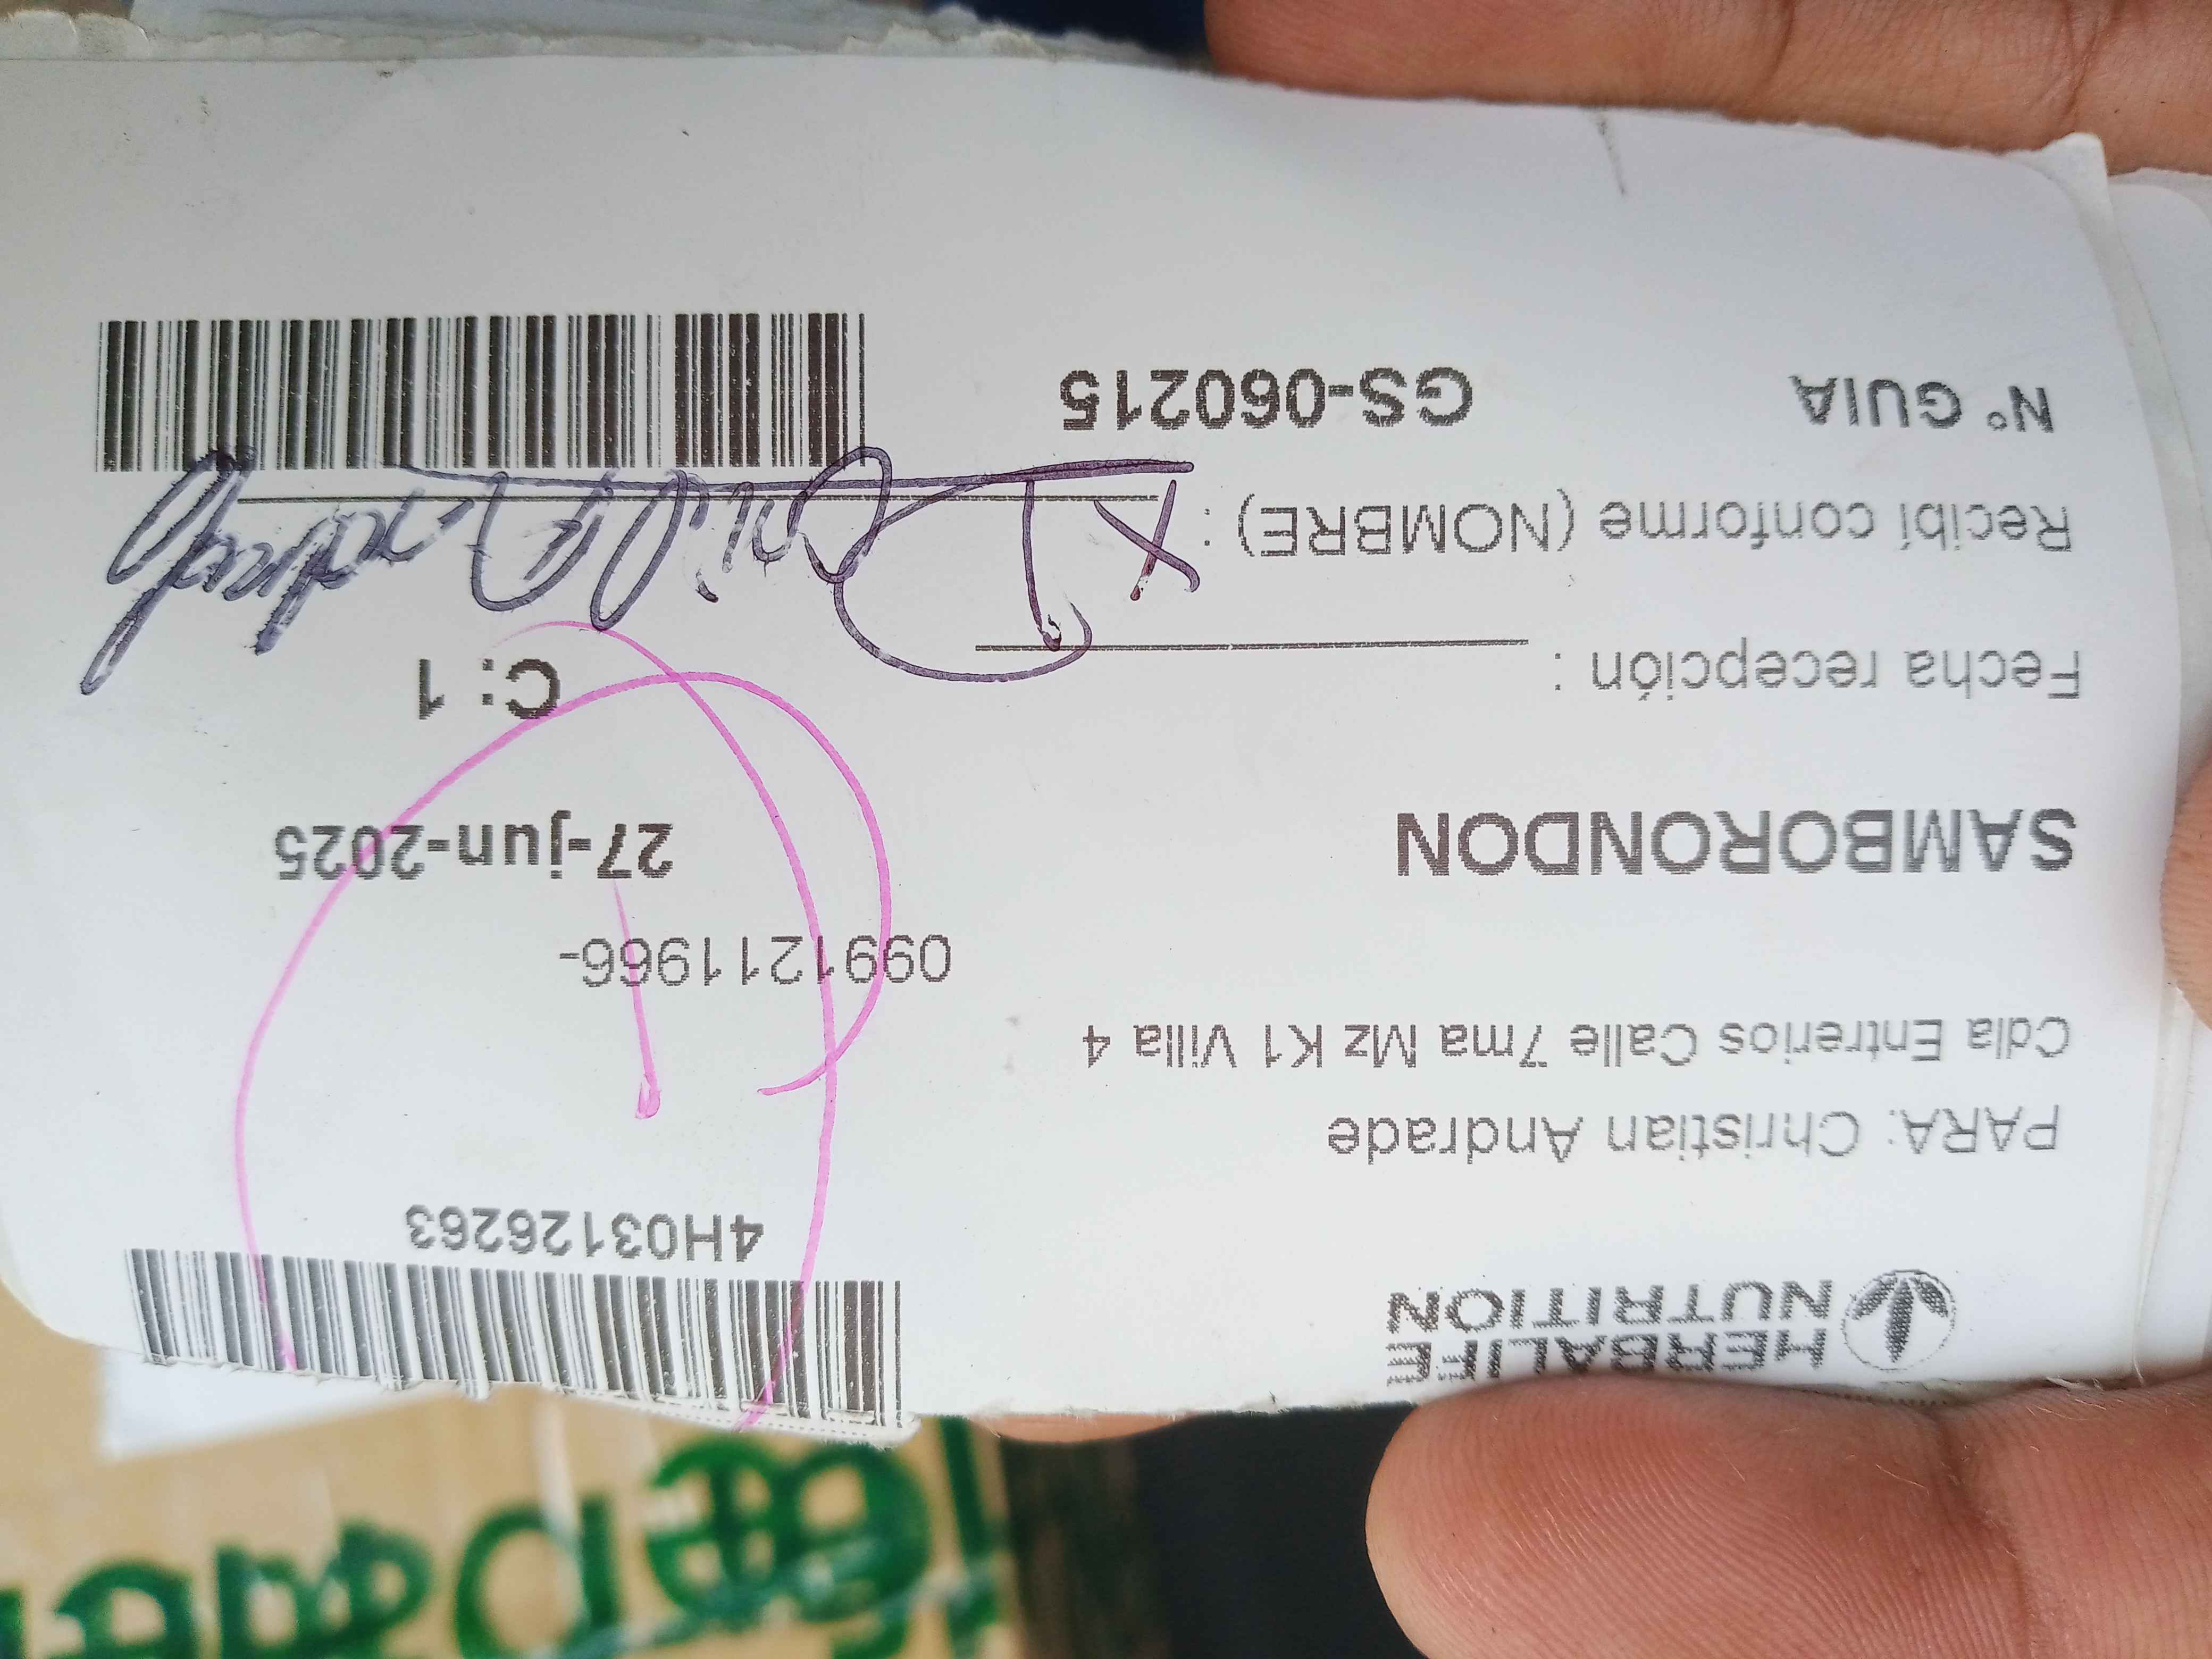 HERBALIFE
NUTRITION
4H03126263
PARA: Christian Andrade
Cdla Entrerios Calle 7ma Mz K1 Villa 4
0991211966-
SAMBORONDON
27-jun-2025
C: 1
Fecha recepción :
Recibí conforme (NOMBRE) :
N° GUIA GS-060215